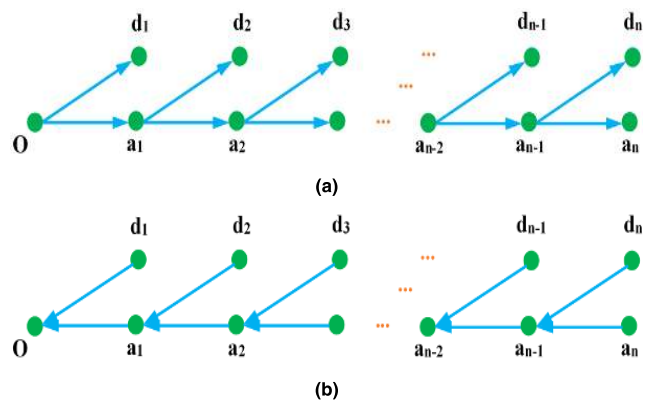 d₁ d₂ d₃ ... dₙ₋₁ dₙ
...
...
O a₁ a₂ aₙ₋₂ aₙ₋₁ aₙ
(a)
d₁ d₂ d₃ dₙ₋₁ dₙ
...
...
...
O a₁ a₂ aₙ₋₂ aₙ₋₁ aₙ
(b)